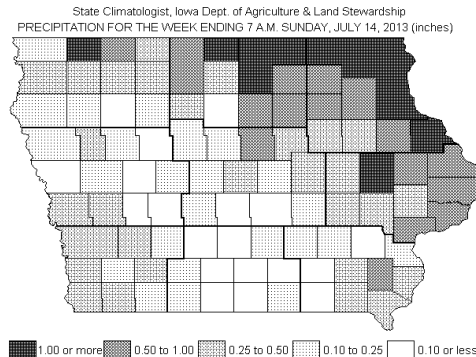 State Climatologist, Iowa Dept. of Agriculture & Land Stewardship
PRECIPITATION FOR THE WEEK ENDING 7 A.M. SUNDAY, JULY 14, 2013 (inches)
1.00 or more 0.50 to 1.00 0.25 to 0.50 0.10 to 0.25 0.10 or less